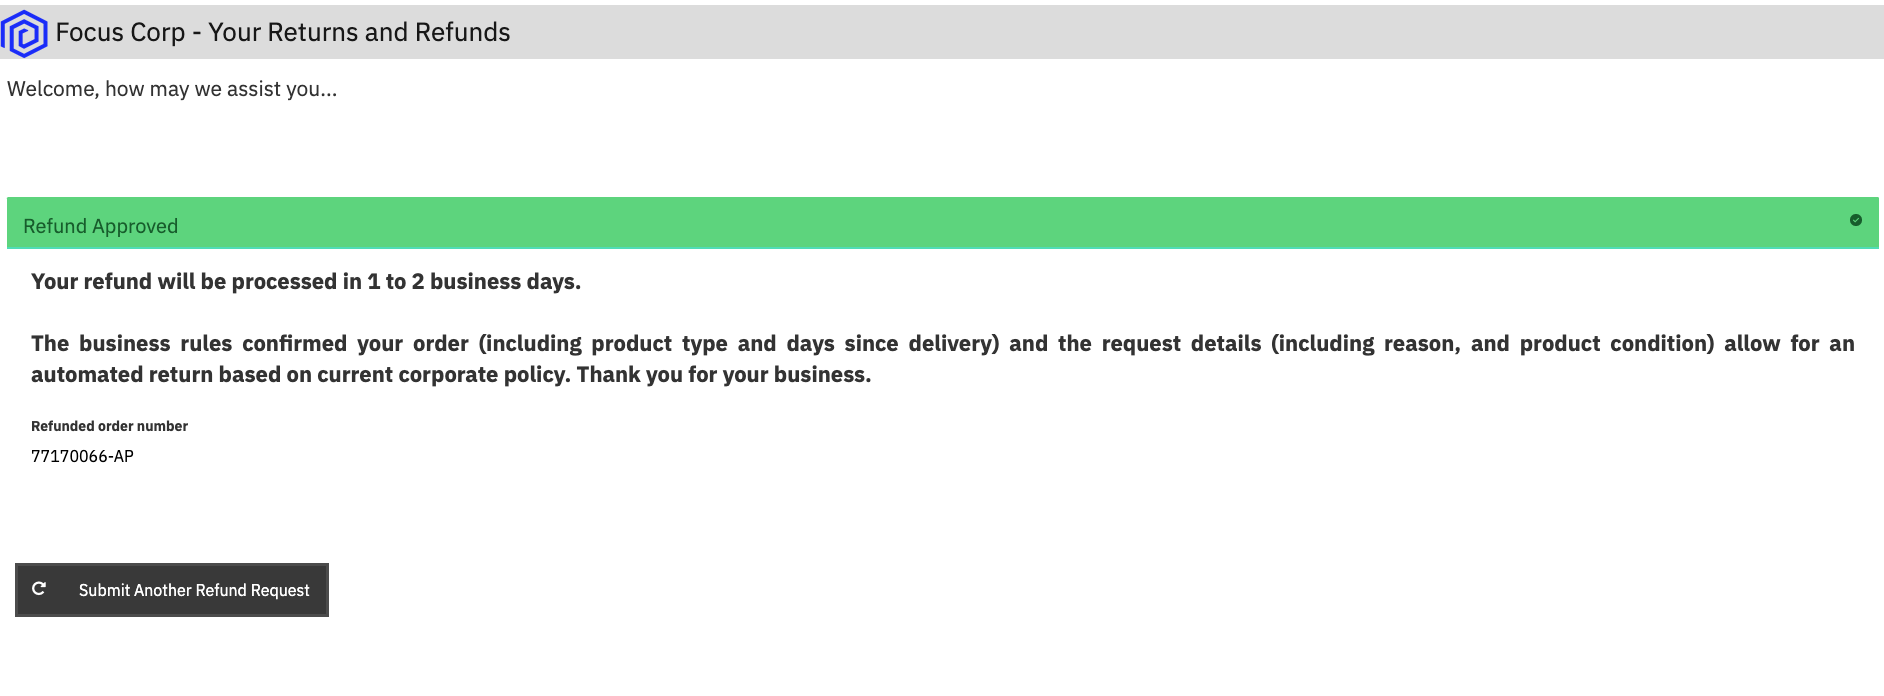 Focus Corp - Your Returns and Refunds
Welcome, how may we assist you...
Refund Approved
Your refund will be processed in 1 to 2 business days.
The business rules confirmed your order (including product type and days since delivery) and the request details (including reason, and product condition) allow for an
automated return based on current corporate policy. Thank you for your business.
Refunded order number
77170066-AP
Submit Another Refund Request